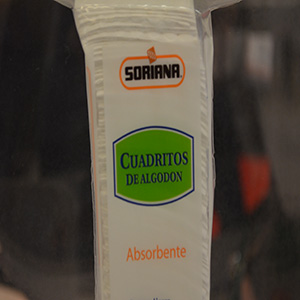 SORIANA
CUADRITOS
DE ALGODON
Absorbente